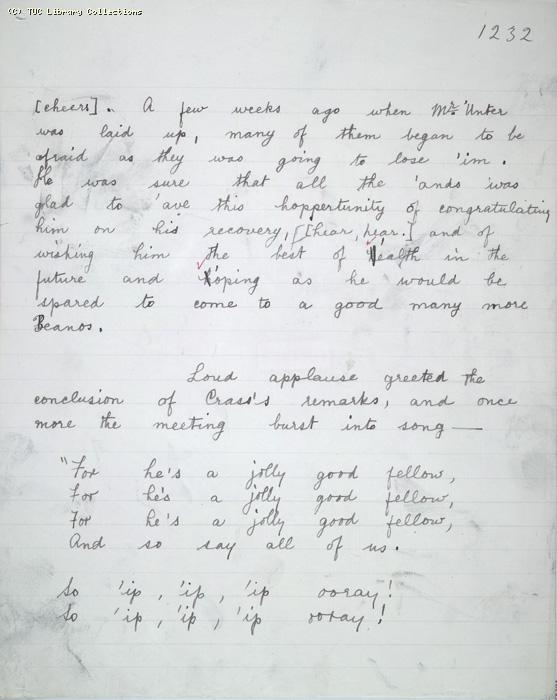 (C) TUC Library Collections
1232
[cheers]. A few weeks ago when Mr 'Unter
was laid up, many of them began to be
afraid as they was going to lose 'im.
He was sure that all the 'ands was
glad to 'ave this hoppertunity of congratulating
him on his recovery, [hear, hear.] and of
wishing him the best of 'ealth in the
future and 'oping as he would be
spared to come to a good many more
Beanos.
Loud applause greeted the
conclusion of Crass's remarks, and once
more the meeting burst into song —
"For he's a jolly good fellow,
For he's a jolly good fellow,
For he's a jolly good fellow,
And so say all of us.
So 'ip, 'ip, 'ip ooray!
So 'ip, 'ip, 'ip ooray!